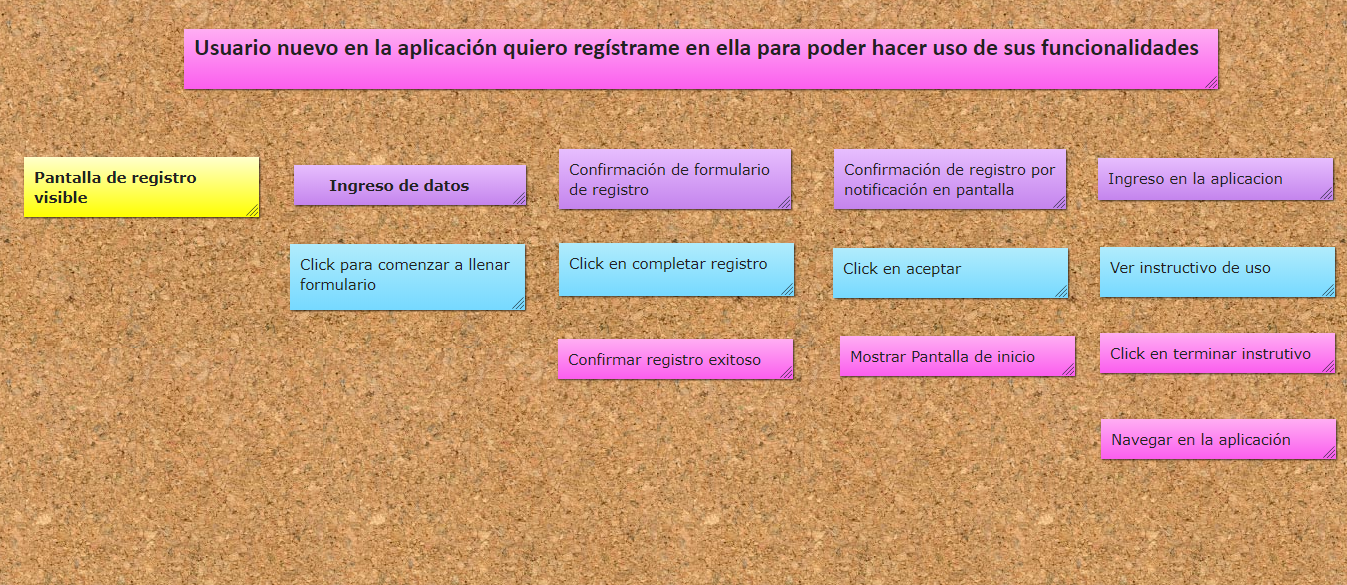 Usuario nuevo en la aplicación quiero regístrame en ella para poder hacer uso de sus funcionalidades
Pantalla de registro
visible
Ingreso de datos
Confirmación de formulario
de registro
Confirmación de registro por
notificación en pantalla
Ingreso en la aplicacion
Click para comenzar a llenar
formulario
Click en completar registro
Click en aceptar
Ver instructivo de uso
Confirmar registro exitoso
Mostrar Pantalla de inicio
Click en terminar instrutivo
Navegar en la aplicación